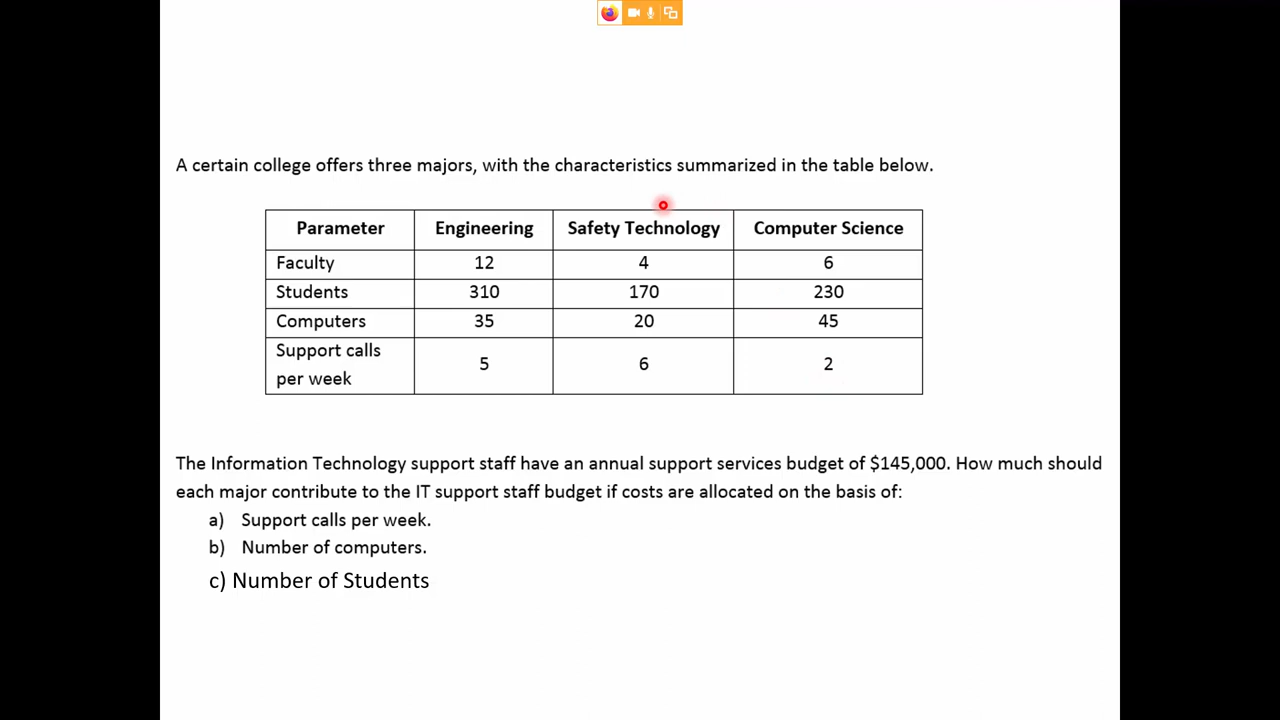 A certain college offers three majors, with the characteristics summarized in the table below.
Parameter Engineering Safety Technology Computer Science
Faculty 12 4 6
Students 310 170 230
Computers 35 20 45
Support calls
per week 5 6 2
The Information Technology support staff have an annual support services budget of $145,000. How much should
each major contribute to the IT support staff budget if costs are allocated on the basis of:
a) Support calls per week.
b) Number of computers.
c) Number of Students